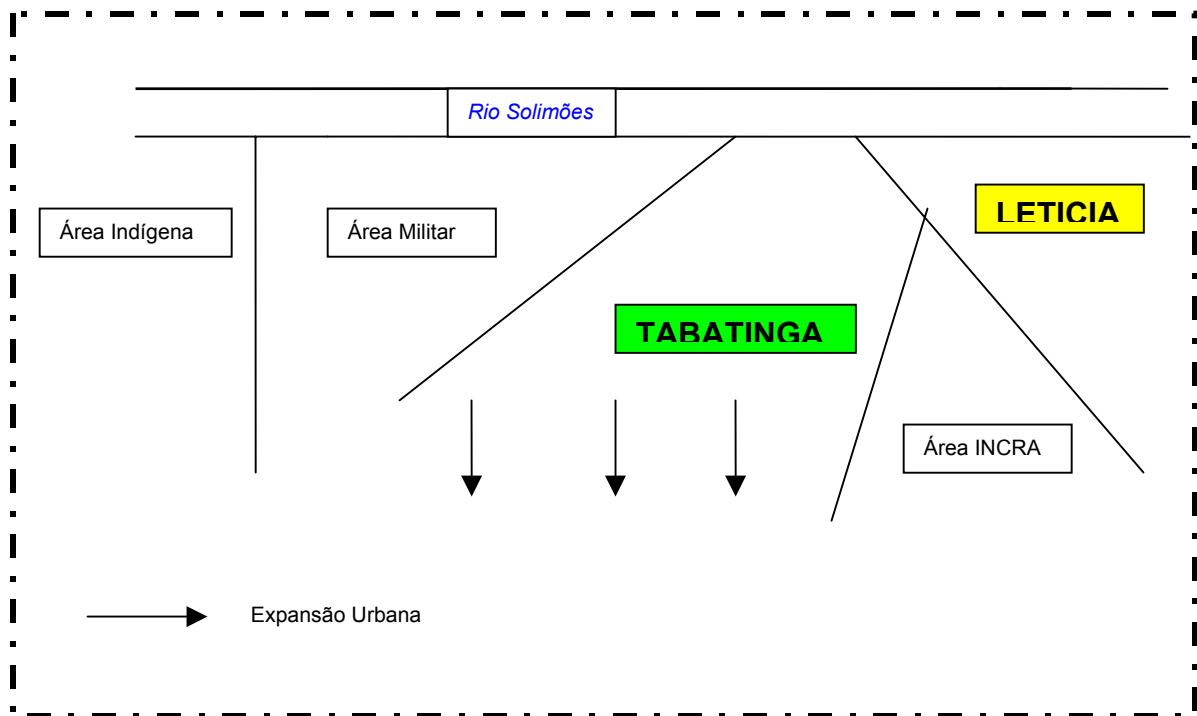 Rio Solimões
LETICIA
Área Indígena
Área Militar
TABATINGA
Área INCRA
Expansão Urbana